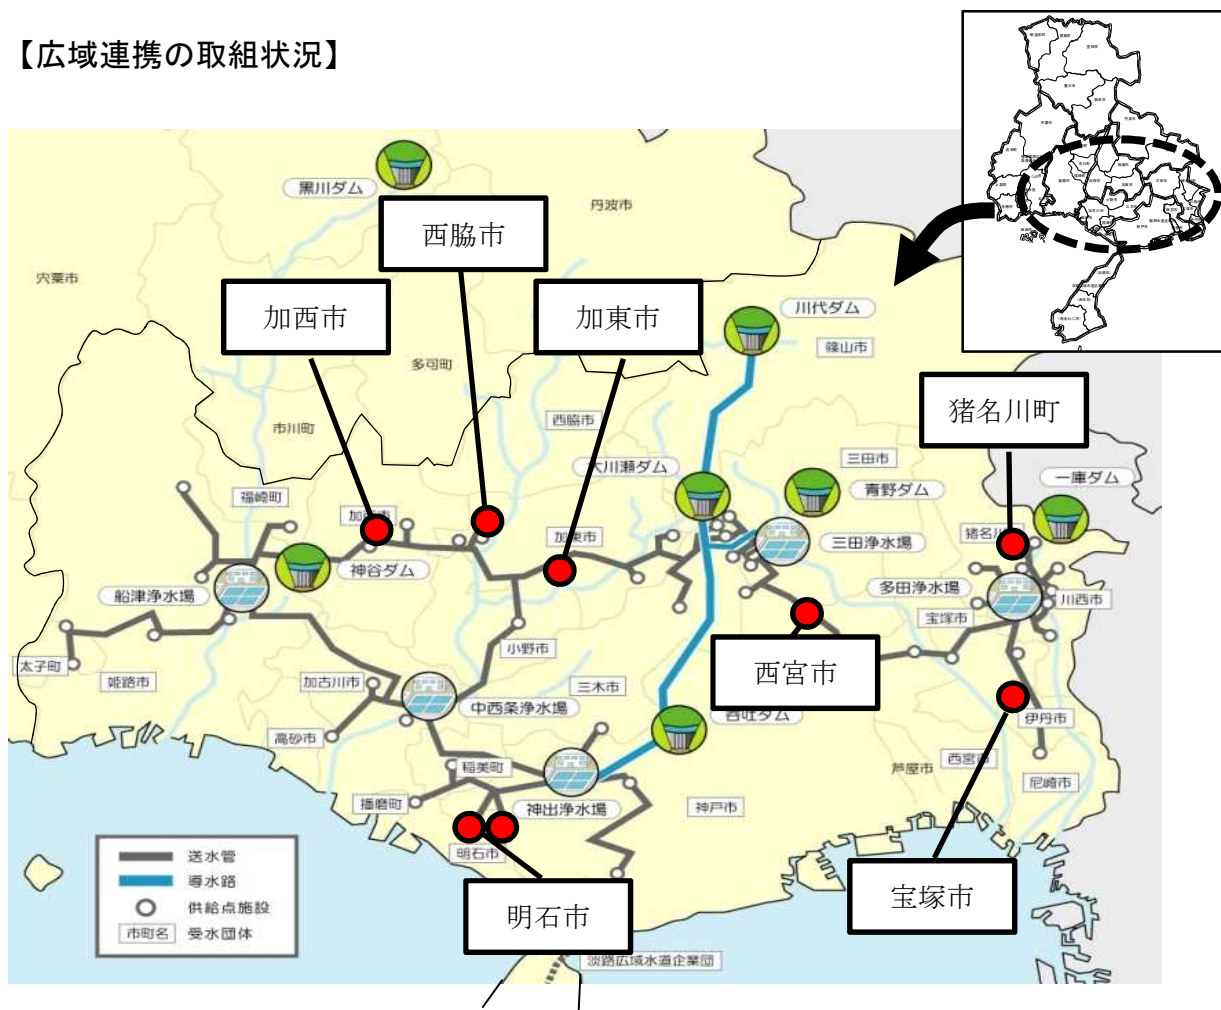 【広域連携の取組状況】
黒川ダム
丹波市
西脇市
宍粟市
加西市
加東市
川代ダム
篠山市
多可町
猪名川町
西脇市
市川町
大川瀬ダム
三田市
青野ダム
一庫ダム
福崎町
加東市
三田浄水場
神谷ダム
多田浄水場
船津浄水場
川西市
宝塚市
小野市
太子町
姫路市
加古川市
三木市
西宮市
中西条浄水場
呑吐ダム
伊丹市
高砂市
稲美町
西宮市
芦屋市
尼崎市
播磨町
神出浄水場
神戸市
明石市
送水管
導水路
供給点施設
市町名 受水団体
明石市
宝塚市
淡路広域水道企業団